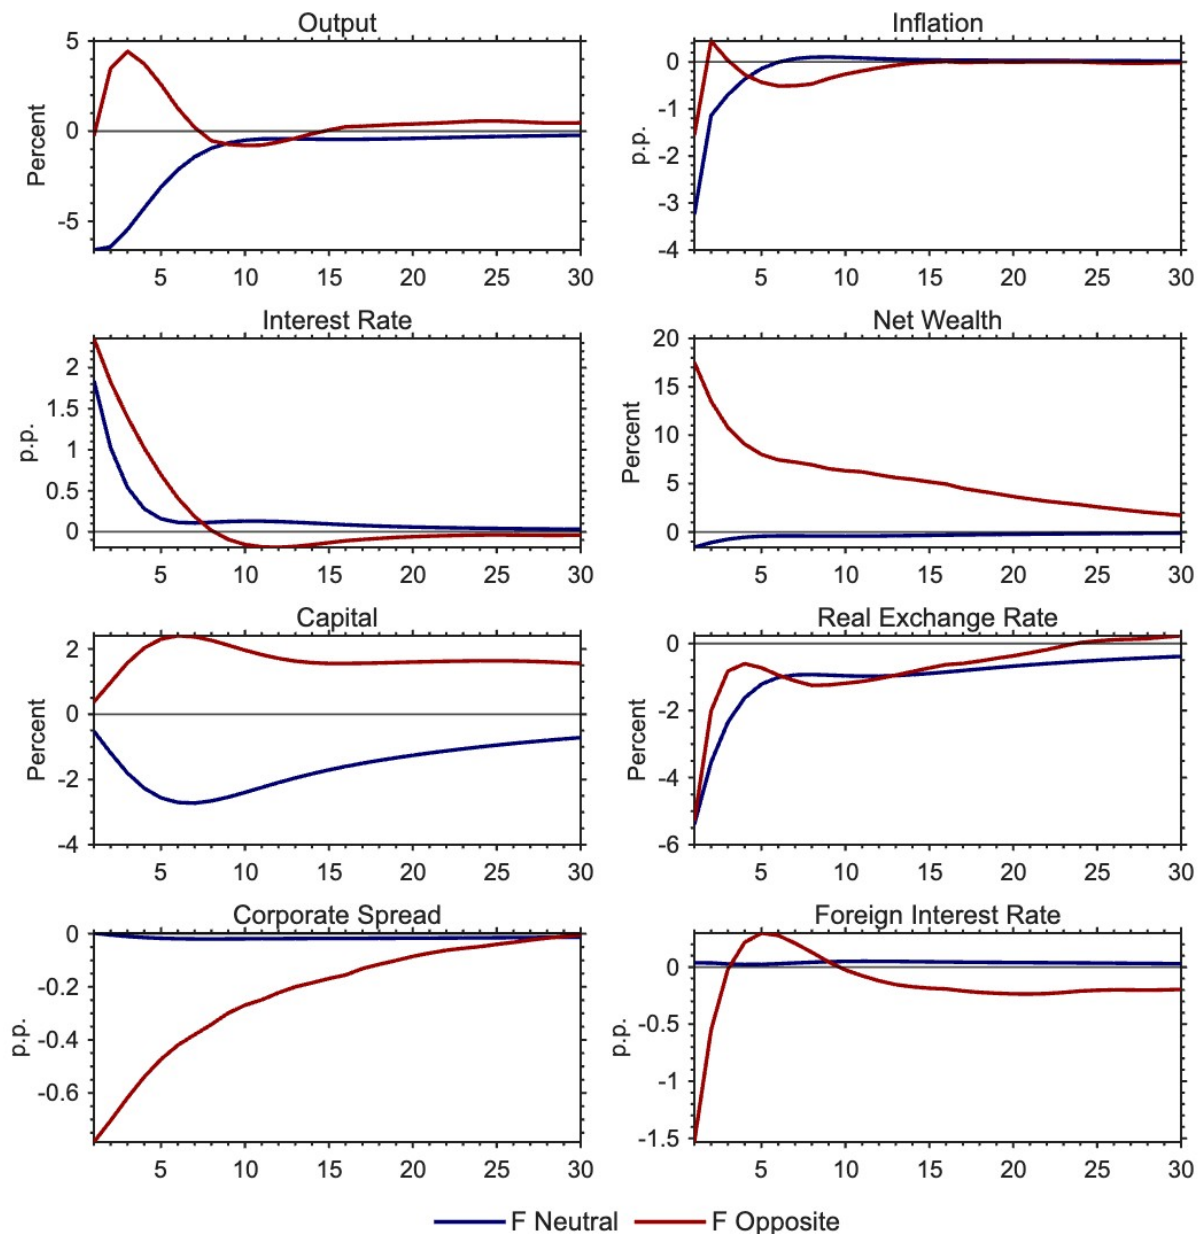 Output
Percent
5
0
-5
5 10 15 20 25 30
Inflation
p.p.
0
-1
-2
-3
-4
5 10 15 20 25 30
Interest Rate
p.p.
2
1.5
1
0.5
0
5 10 15 20 25 30
Net Wealth
Percent
20
15
10
5
0
5 10 15 20 25 30
Capital
Percent
2
0
-2
-4
5 10 15 20 25 30
Real Exchange Rate
Percent
0
-2
-4
-6
5 10 15 20 25 30
Corporate Spread
p.p.
0
-0.2
-0.4
-0.6
5 10 15 20 25 30
Foreign Interest Rate
p.p.
0
-0.5
-1
-1.5
5 10 15 20 25 30
F Neutral F Opposite